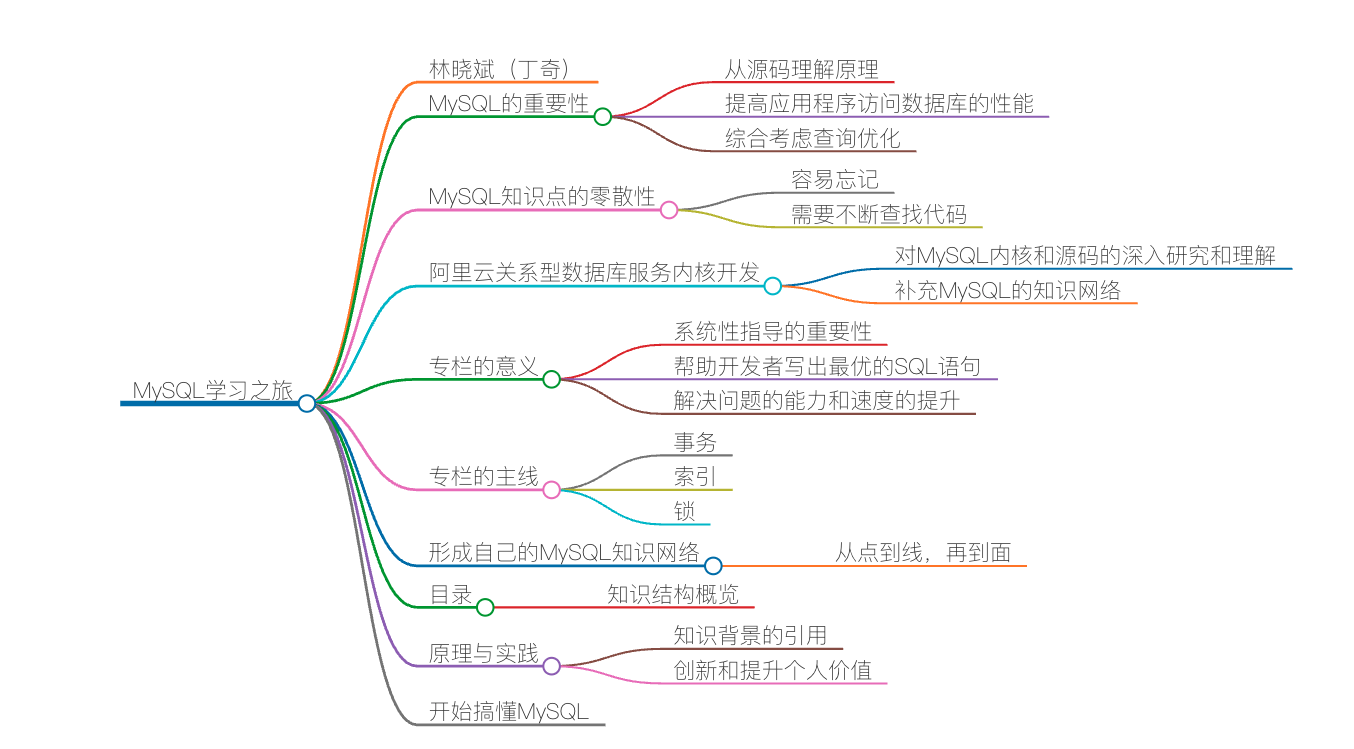 MySQL学习之旅
林晓斌（丁奇）
MySQL的重要性
从源码理解原理
提高应用程序访问数据库的性能
综合考虑查询优化
MySQL知识点的零散性
容易忘记
需要不断查找代码
阿里云关系型数据库服务内核开发
对MySQL内核和源码的深入研究和理解
补充MySQL的知识网络
专栏的意义
系统性指导的重要性
帮助开发者写出最优的SQL语句
解决问题的能力和速度的提升
专栏的主线
事务
索引
锁
形成自己的MySQL知识网络
从点到线，再到面
目录
知识结构概览
原理与实践
知识背景的引用
创新和提升个人价值
开始搞懂MySQL